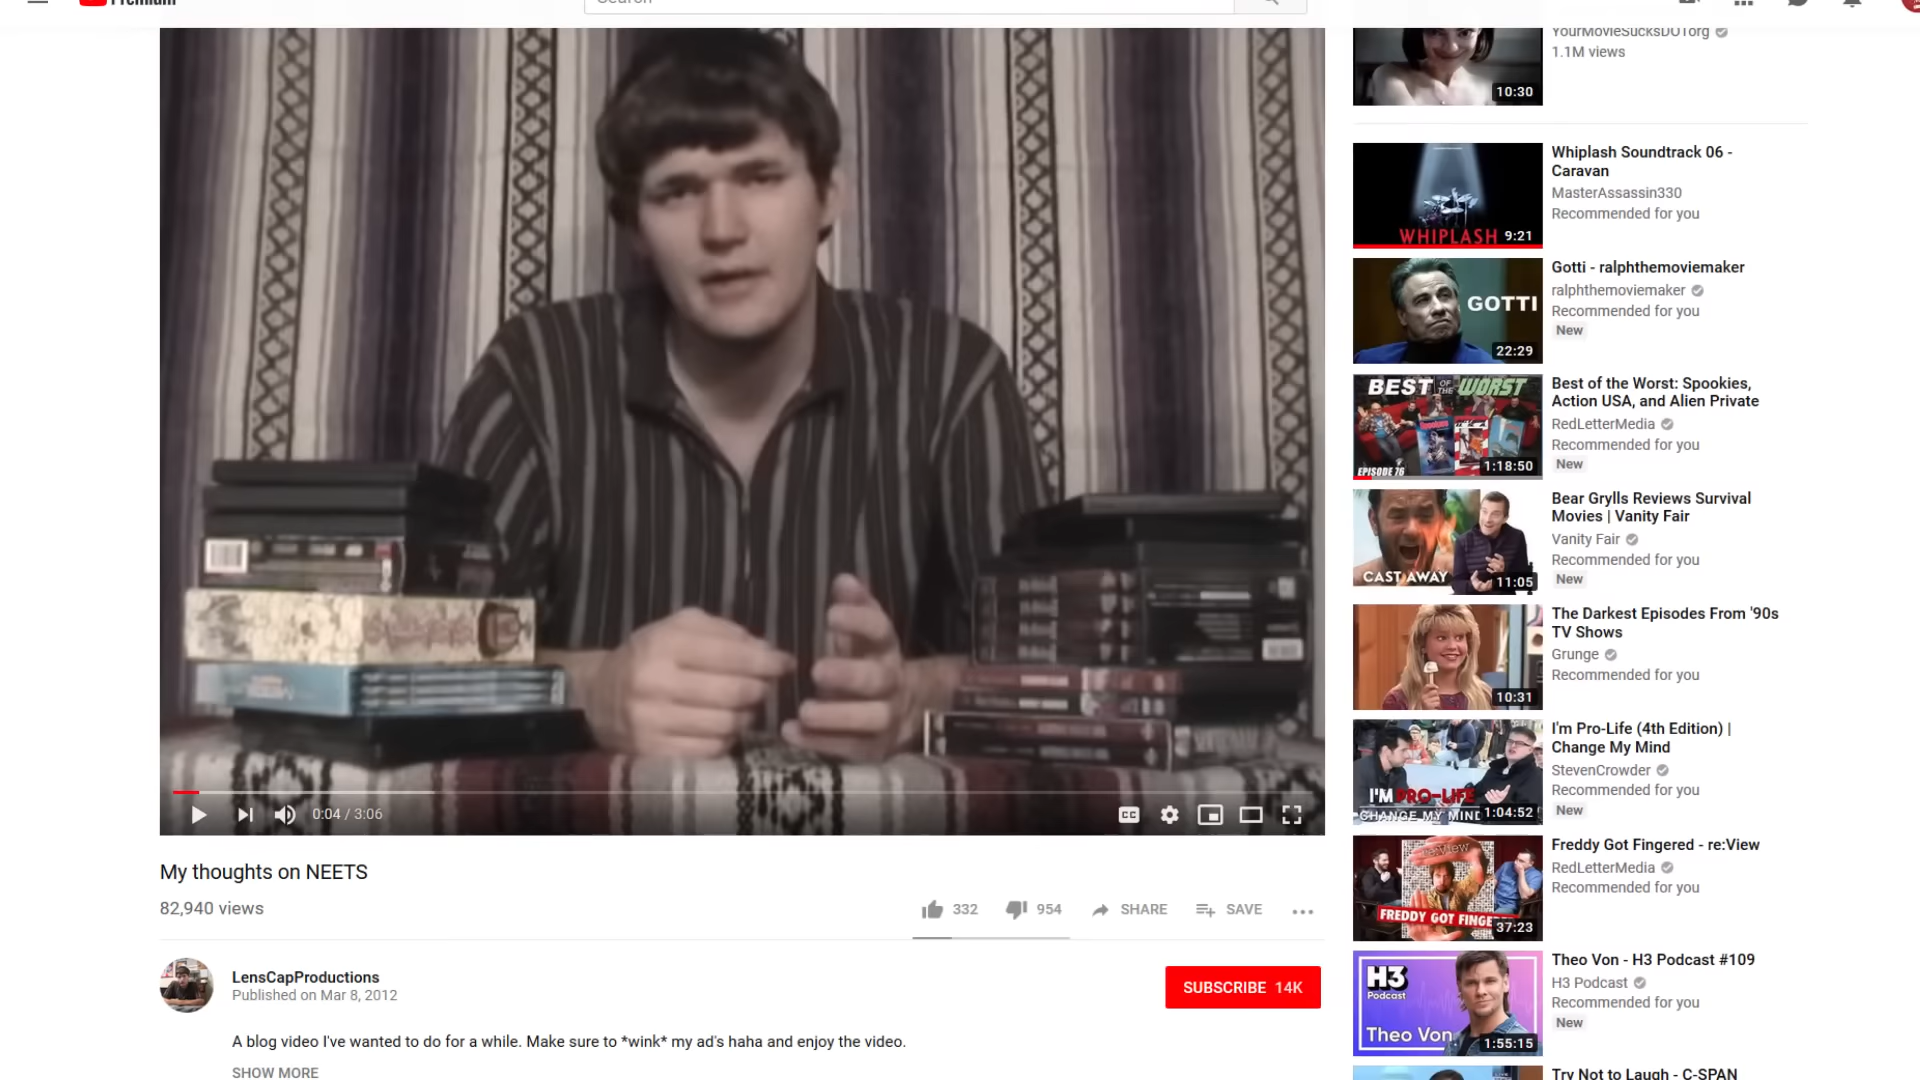 Premium
Search
YourMovieSucksDOTorg
1.1M views
10:30
Whiplash Soundtrack 06 -
Caravan
MasterAssassin330
Recommended for you
WHIPLASH 9:21
Gotti - ralphthemoviemaker
ralphthemoviemaker
Recommended for you
New
GOTTI
22:29
Best of the Worst: Spookies,
Action USA, and Alien Private
RedLetterMedia
Recommended for you
New
BEST OF THE WORST
EPISODE 76
1:18:50
Bear Grylls Reviews Survival
Movies | Vanity Fair
Vanity Fair
Recommended for you
New
CAST AWAY
11:05
The Darkest Episodes From '90s
TV Shows
Grunge
Recommended for you
10:31
I'm Pro-Life (4th Edition) |
Change My Mind
StevenCrowder
Recommended for you
New
I'M PRO-LIFE
CHANGE MY MIND 1:04:52
Freddy Got Fingered - re:View
RedLetterMedia
Recommended for you
re:View
FREDDY GOT FINGE
37:23
Theo Von - H3 Podcast #109
H3 Podcast
Recommended for you
New
H3
Podcast
Theo Von
1:55:15
Try Not to Laugh - C-SPAN
0:04 / 3:06
CC
My thoughts on NEETS
82,940 views
332 954 SHARE SAVE
LensCapProductions
Published on Mar 8, 2012
SUBSCRIBE 14K
A blog video I've wanted to do for a while. Make sure to *wink* my ad's haha and enjoy the video.
SHOW MORE